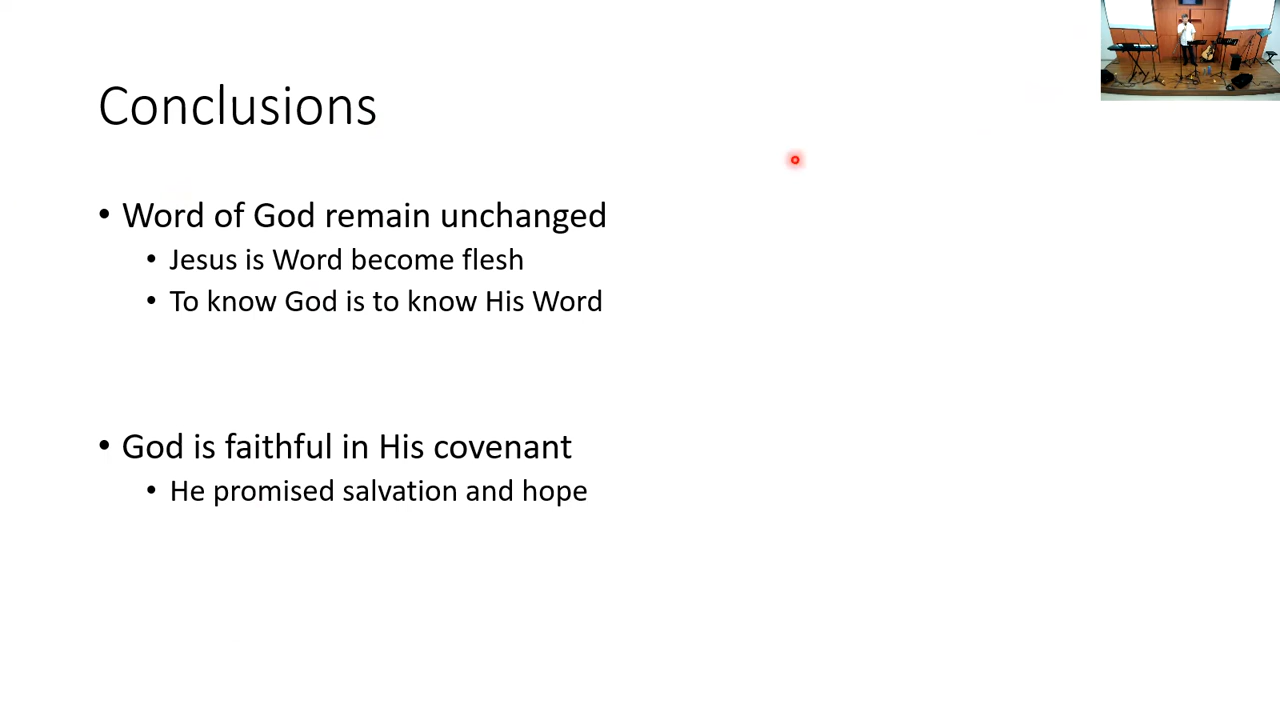 Conclusions
• Word of God remain unchanged
• Jesus is Word become flesh
• To know God is to know His Word
• God is faithful in His covenant
• He promised salvation and hope